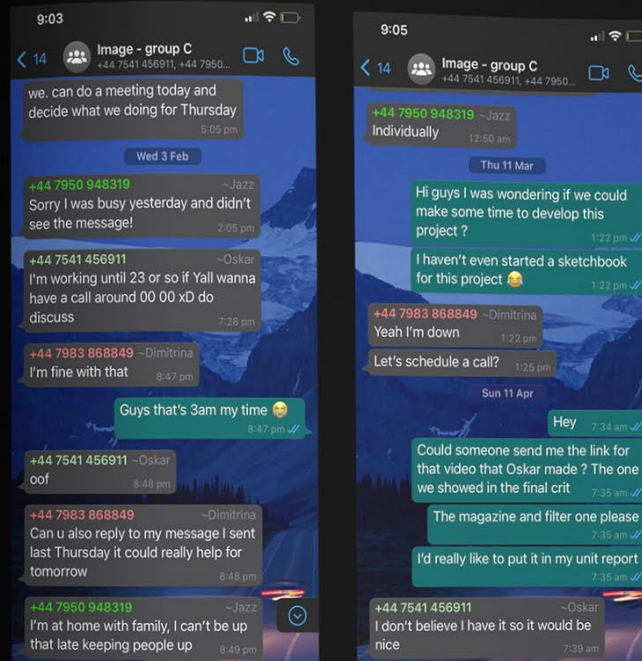 9:03
14
Image - group C
+44 7541 456911, +44 7950...
we. can do a meeting today and
decide what we doing for Thursday
5:05 pm
Wed 3 Feb
+44 7950 948319 ~Jazz
Sorry I was busy yesterday and didn't
see the message!
2:05 pm
+44 7541 456911 ~Oskar
I'm working until 23 or so if Yall wanna
have a call around 00 00 xD do
discuss
7:28 pm
+44 7983 868849 ~Dimitrina
I'm fine with that
8:47 pm
Guys that's 3am my time 😂
8:47 pm
+44 7541 456911 ~Oskar
oof
8:48 pm
+44 7983 868849 ~Dimitrina
Can u also reply to my message I sent
last Thursday it could really help for
tomorrow
8:48 pm
+44 7950 948319 ~Jazz
I'm at home with family, I can't be up
that late keeping people up
8:49 pm
9:05
14
Image - group C
+44 7541 456911, +44 7950...
+44 7950 948319 ~Jazz
Individually
12:50 am
Thu 11 Mar
Hi guys I was wondering if we could
make some time to develop this
project ?
1:22 pm
I haven't even started a sketchbook
for this project 😂
1:22 pm
+44 7983 868849 ~Dimitrina
Yeah I'm down
1:22 pm
Let's schedule a call?
1:25 pm
Sun 11 Apr
Hey
7:34 am
Could someone send me the link for
that video that Oskar made ? The one
we showed in the final crit
7:35 am
The magazine and filter one please
7:35 am
I'd really like to put it in my unit report
7:35 am
+44 7541 456911 ~Oskar
I don't believe I have it so it would be
nice
7:39 am